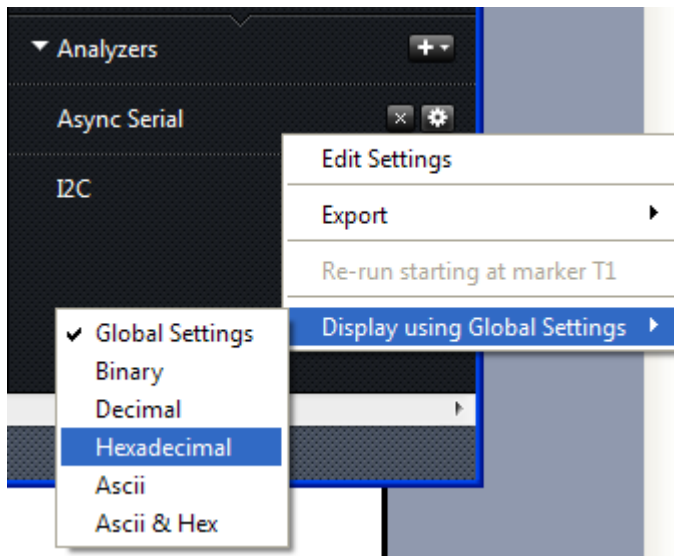 Analyzers
Async Serial
I2C
Edit Settings
Export
Re-run starting at marker T1
Display using Global Settings
Global Settings
Binary
Decimal
Hexadecimal
Ascii
Ascii & Hex